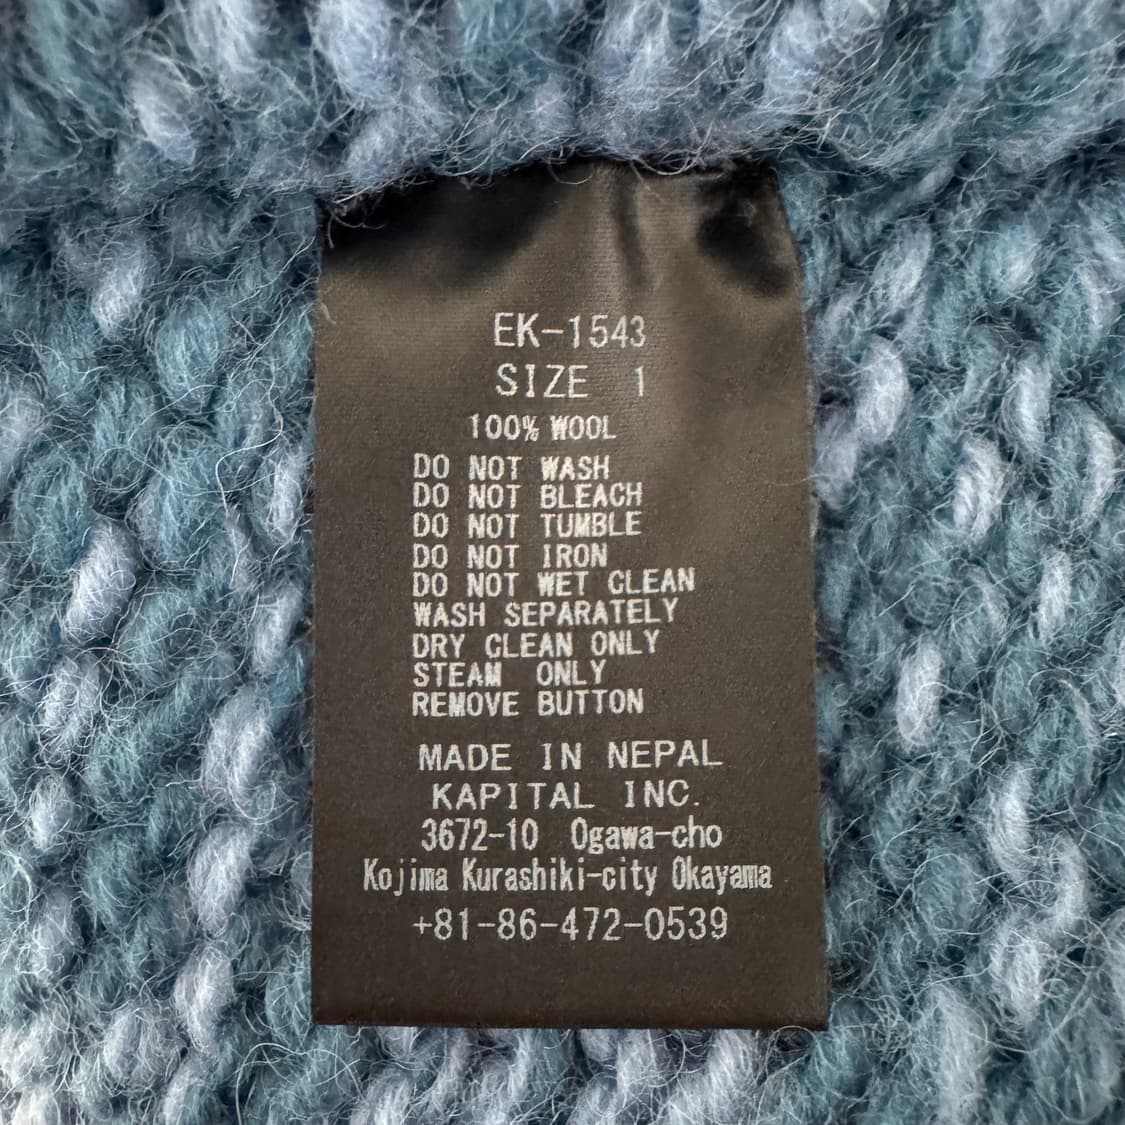 EK-1543
SIZE 1
100% WOOL
DO NOT WASH
DO NOT BLEACH
DO NOT TUMBLE
DO NOT IRON
DO NOT WET CLEAN
WASH SEPARATELY
DRY CLEAN ONLY
STEAM ONLY
REMOVE BUTTON
MADE IN NEPAL
KAPITAL INC.
3672-10 Ogawa-cho
Kojima Kurashiki-city Okayama
+81-86-472-0539